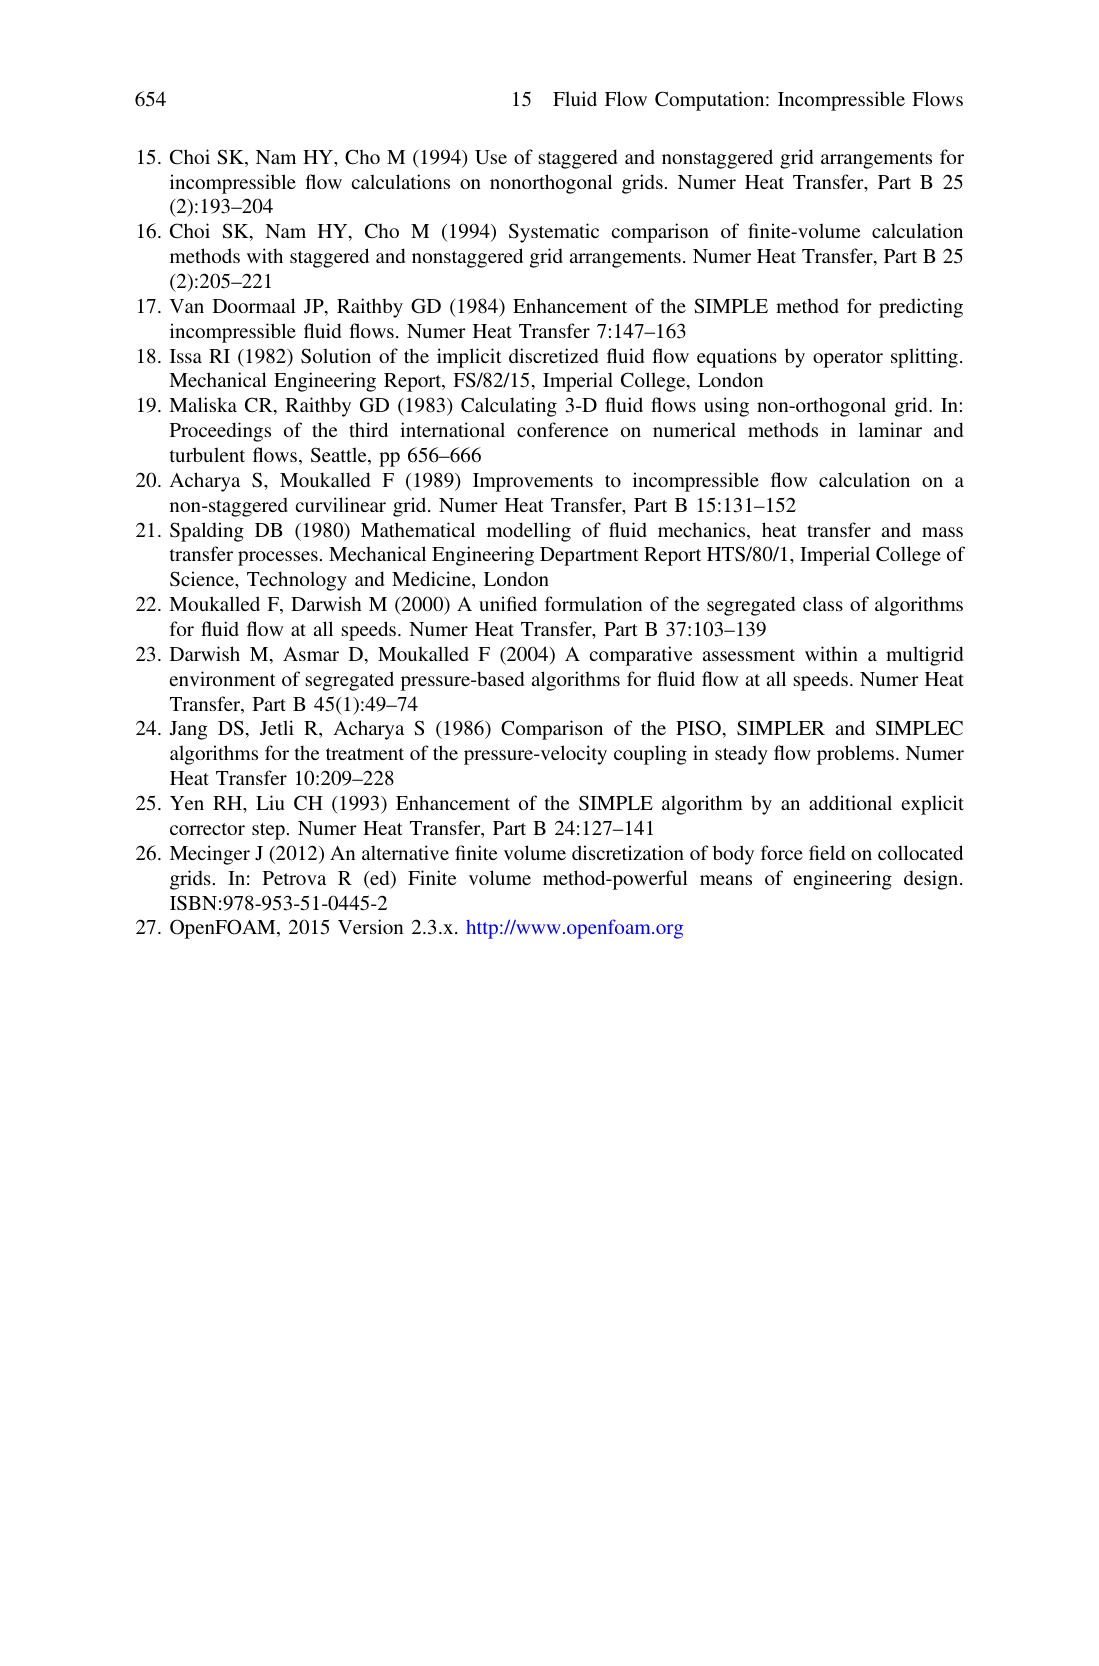 654
15 Fluid Flow Computation: Incompressible Flows
15. Choi SK, Nam HY, Cho M (1994) Use of staggered and nonstaggered grid arrangements for
incompressible flow calculations on nonorthogonal grids. Numer Heat Transfer, Part B 25
(2):193–204
16. Choi SK, Nam HY, Cho M (1994) Systematic comparison of finite-volume calculation
methods with staggered and nonstaggered grid arrangements. Numer Heat Transfer, Part B 25
(2):205–221
17. Van Doormaal JP, Raithby GD (1984) Enhancement of the SIMPLE method for predicting
incompressible fluid flows. Numer Heat Transfer 7:147–163
18. Issa RI (1982) Solution of the implicit discretized fluid flow equations by operator splitting.
Mechanical Engineering Report, FS/82/15, Imperial College, London
19. Maliska CR, Raithby GD (1983) Calculating 3-D fluid flows using non-orthogonal grid. In:
Proceedings of the third international conference on numerical methods in laminar and
turbulent flows, Seattle, pp 656–666
20. Acharya S, Moukalled F (1989) Improvements to incompressible flow calculation on a
non-staggered curvilinear grid. Numer Heat Transfer, Part B 15:131–152
21. Spalding DB (1980) Mathematical modelling of fluid mechanics, heat transfer and mass
transfer processes. Mechanical Engineering Department Report HTS/80/1, Imperial College of
Science, Technology and Medicine, London
22. Moukalled F, Darwish M (2000) A unified formulation of the segregated class of algorithms
for fluid flow at all speeds. Numer Heat Transfer, Part B 37:103–139
23. Darwish M, Asmar D, Moukalled F (2004) A comparative assessment within a multigrid
environment of segregated pressure-based algorithms for fluid flow at all speeds. Numer Heat
Transfer, Part B 45(1):49–74
24. Jang DS, Jetli R, Acharya S (1986) Comparison of the PISO, SIMPLER and SIMPLEC
algorithms for the treatment of the pressure-velocity coupling in steady flow problems. Numer
Heat Transfer 10:209–228
25. Yen RH, Liu CH (1993) Enhancement of the SIMPLE algorithm by an additional explicit
corrector step. Numer Heat Transfer, Part B 24:127–141
26. Mecinger J (2012) An alternative finite volume discretization of body force field on collocated
grids. In: Petrova R (ed) Finite volume method-powerful means of engineering design.
ISBN:978-953-51-0445-2
27. OpenFOAM, 2015 Version 2.3.x. http://www.openfoam.org